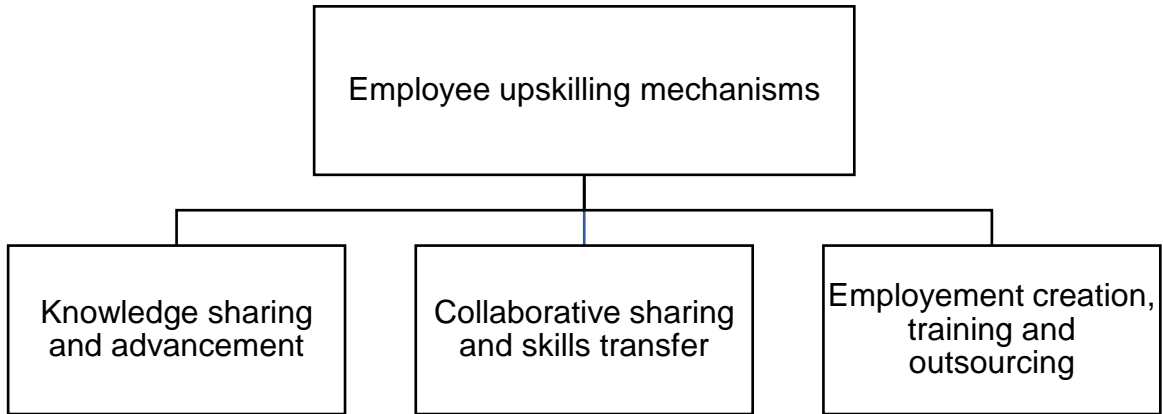 Employee upskilling mechanisms
Knowledge sharing
and advancement
Collaborative sharing
and skills transfer
Employement creation,
training and
outsourcing